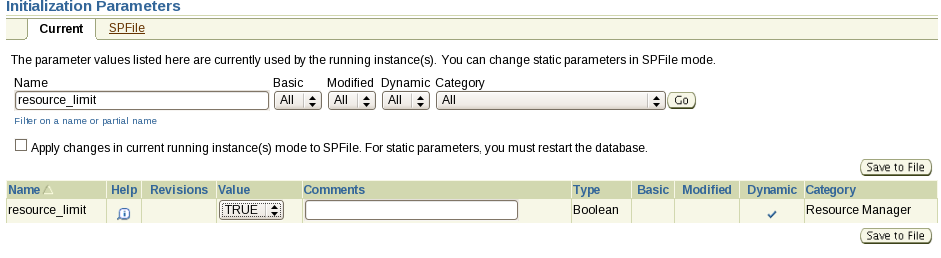 Initialization Parameters
Current SPFile
The parameter values listed here are currently used by the running instance(s). You can change static parameters in SPFile mode.
Name Basic Modified Dynamic Category
resource_limit All All All All Go
Filter on a name or partial name
Apply changes in current running instance(s) mode to SPFile. For static parameters, you must restart the database.
Save to File
Name Help Revisions Value Comments Type Basic Modified Dynamic Category
resource_limit TRUE Boolean Resource Manager
Save to File